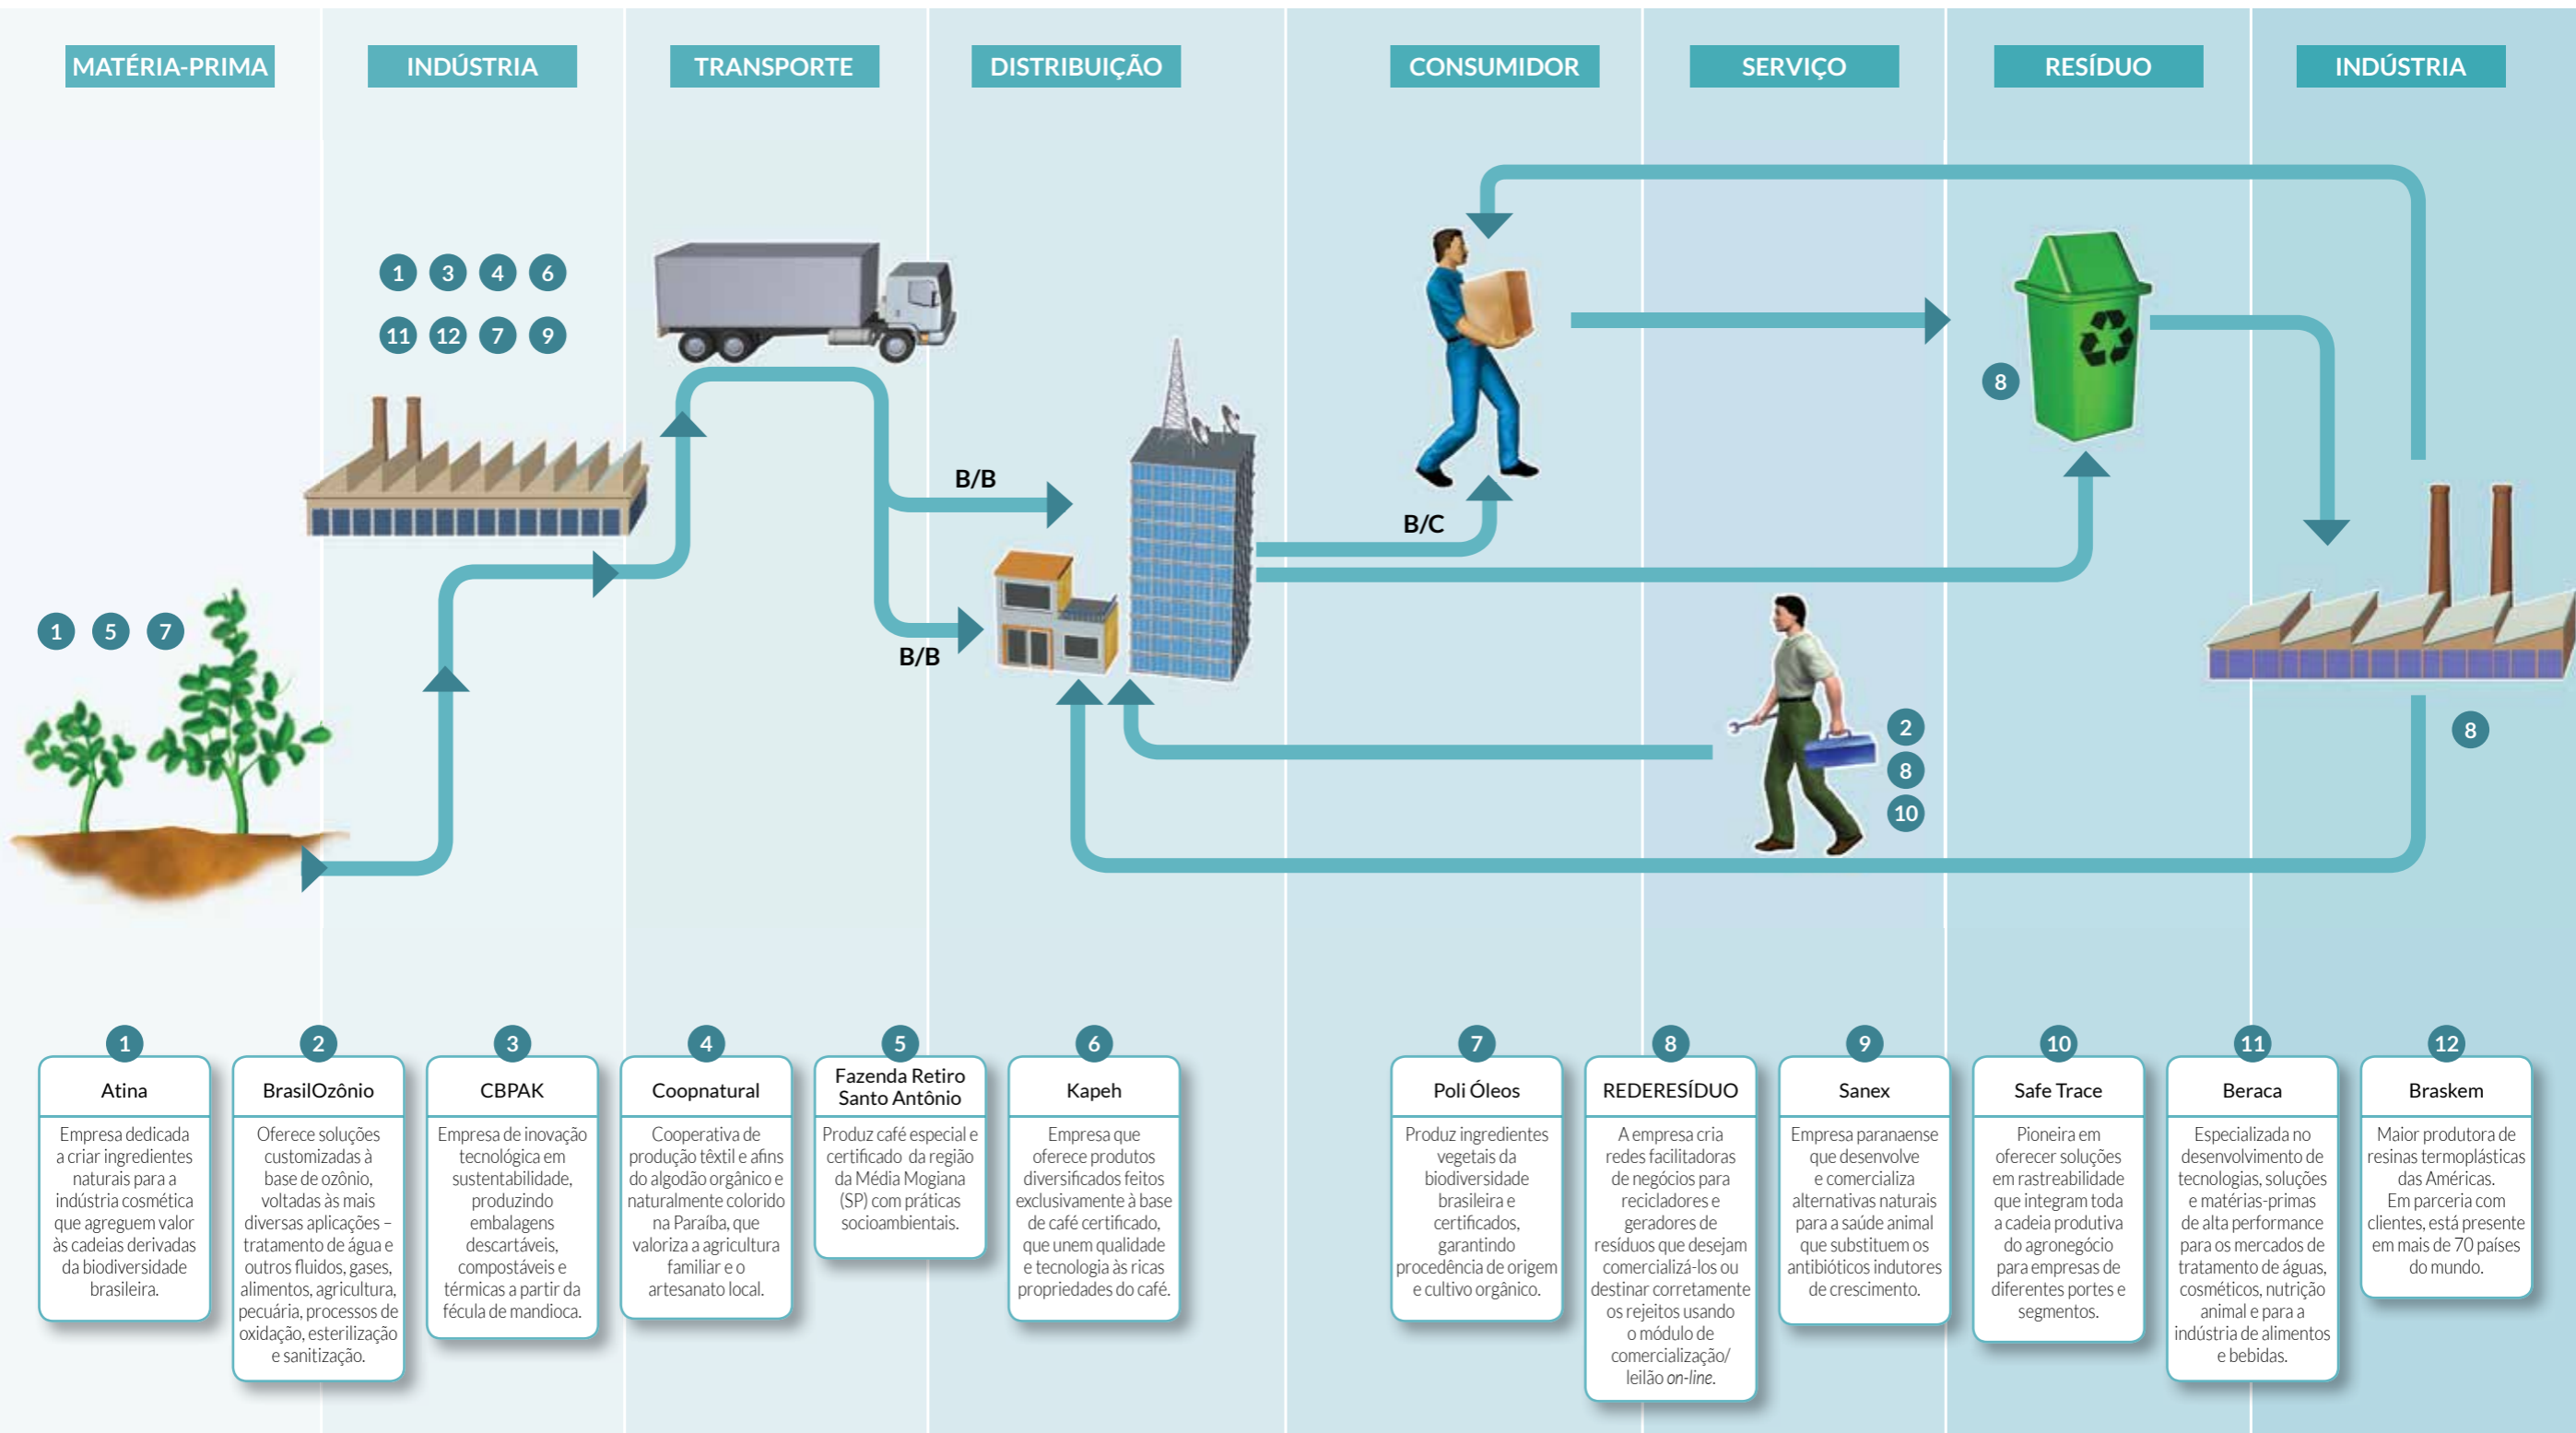 MATÉRIA-PRIMA
INDÚSTRIA
TRANSPORTE
DISTRIBUIÇÃO
CONSUMIDOR
SERVIÇO
RESÍDUO
INDÚSTRIA
1 3 4 6
11 12 7 9
1 5 7
B/B
B/B
B/C
8
2
8
10
8
1
Atina
Empresa dedicada
a criar ingredientes
naturais para a
indústria cosmética
que agreguem valor
às cadeias derivadas
da biodiversidade
brasileira.
2
BrasilOzônio
Oferece soluções
customizadas à
base de ozônio,
voltadas às mais
diversas aplicações –
tratamento de água e
outros fluidos, gases,
alimentos, agricultura,
pecuária, processos de
oxidação, esterilização
e sanitização.
3
CBPAK
Empresa de inovação
tecnológica em
sustentabilidade,
produzindo
embalagens
descartáveis,
compostáveis e
térmicas a partir da
fécula de mandioca.
4
Coopnatural
Cooperativa de
produção têxtil e afins
do algodão orgânico e
naturalmente colorido
na Paraíba, que
valoriza a agricultura
familiar e o
artesanato local.
5
Fazenda Retiro
Santo Antônio
Produz café especial e
certificado da região
da Média Mogiana
(SP) com práticas
socioambientais.
6
Kapeh
Empresa que
oferece produtos
diversificados feitos
exclusivamente à base
de café certificado,
que unem qualidade
e tecnologia às ricas
propriedades do café.
7
Poli Óleos
Produz ingredientes
vegetais da
biodiversidade
brasileira e
certificados,
garantindo
procedência de origem
e cultivo orgânico.
8
REDERESÍDUO
A empresa cria
redes facilitadoras
de negócios para
recicladores e
geradores de
resíduos que desejam
comercializá-los ou
destinar corretamente
os rejeitos usando
o módulo de
comercialização/
leilão on-line.
9
Sanex
Empresa paranaense
que desenvolve
e comercializa
alternativas naturais
para a saúde animal
que substituem os
antibióticos indutores
de crescimento.
10
Safe Trace
Pioneira em
oferecer soluções
em rastreabilidade
que integram toda
a cadeia produtiva
do agronegócio
para empresas de
diferentes portes e
segmentos.
11
Beraca
Especializada no
desenvolvimento de
tecnologias, soluções
e matérias-primas
de alta performance
para os mercados de
tratamento de águas,
cosméticos, nutrição
animal e para a
indústria de alimentos
e bebidas.
12
Braskem
Maior produtora de
resinas termoplásticas
das Américas.
Em parceria com
clientes, está presente
em mais de 70 países
do mundo.